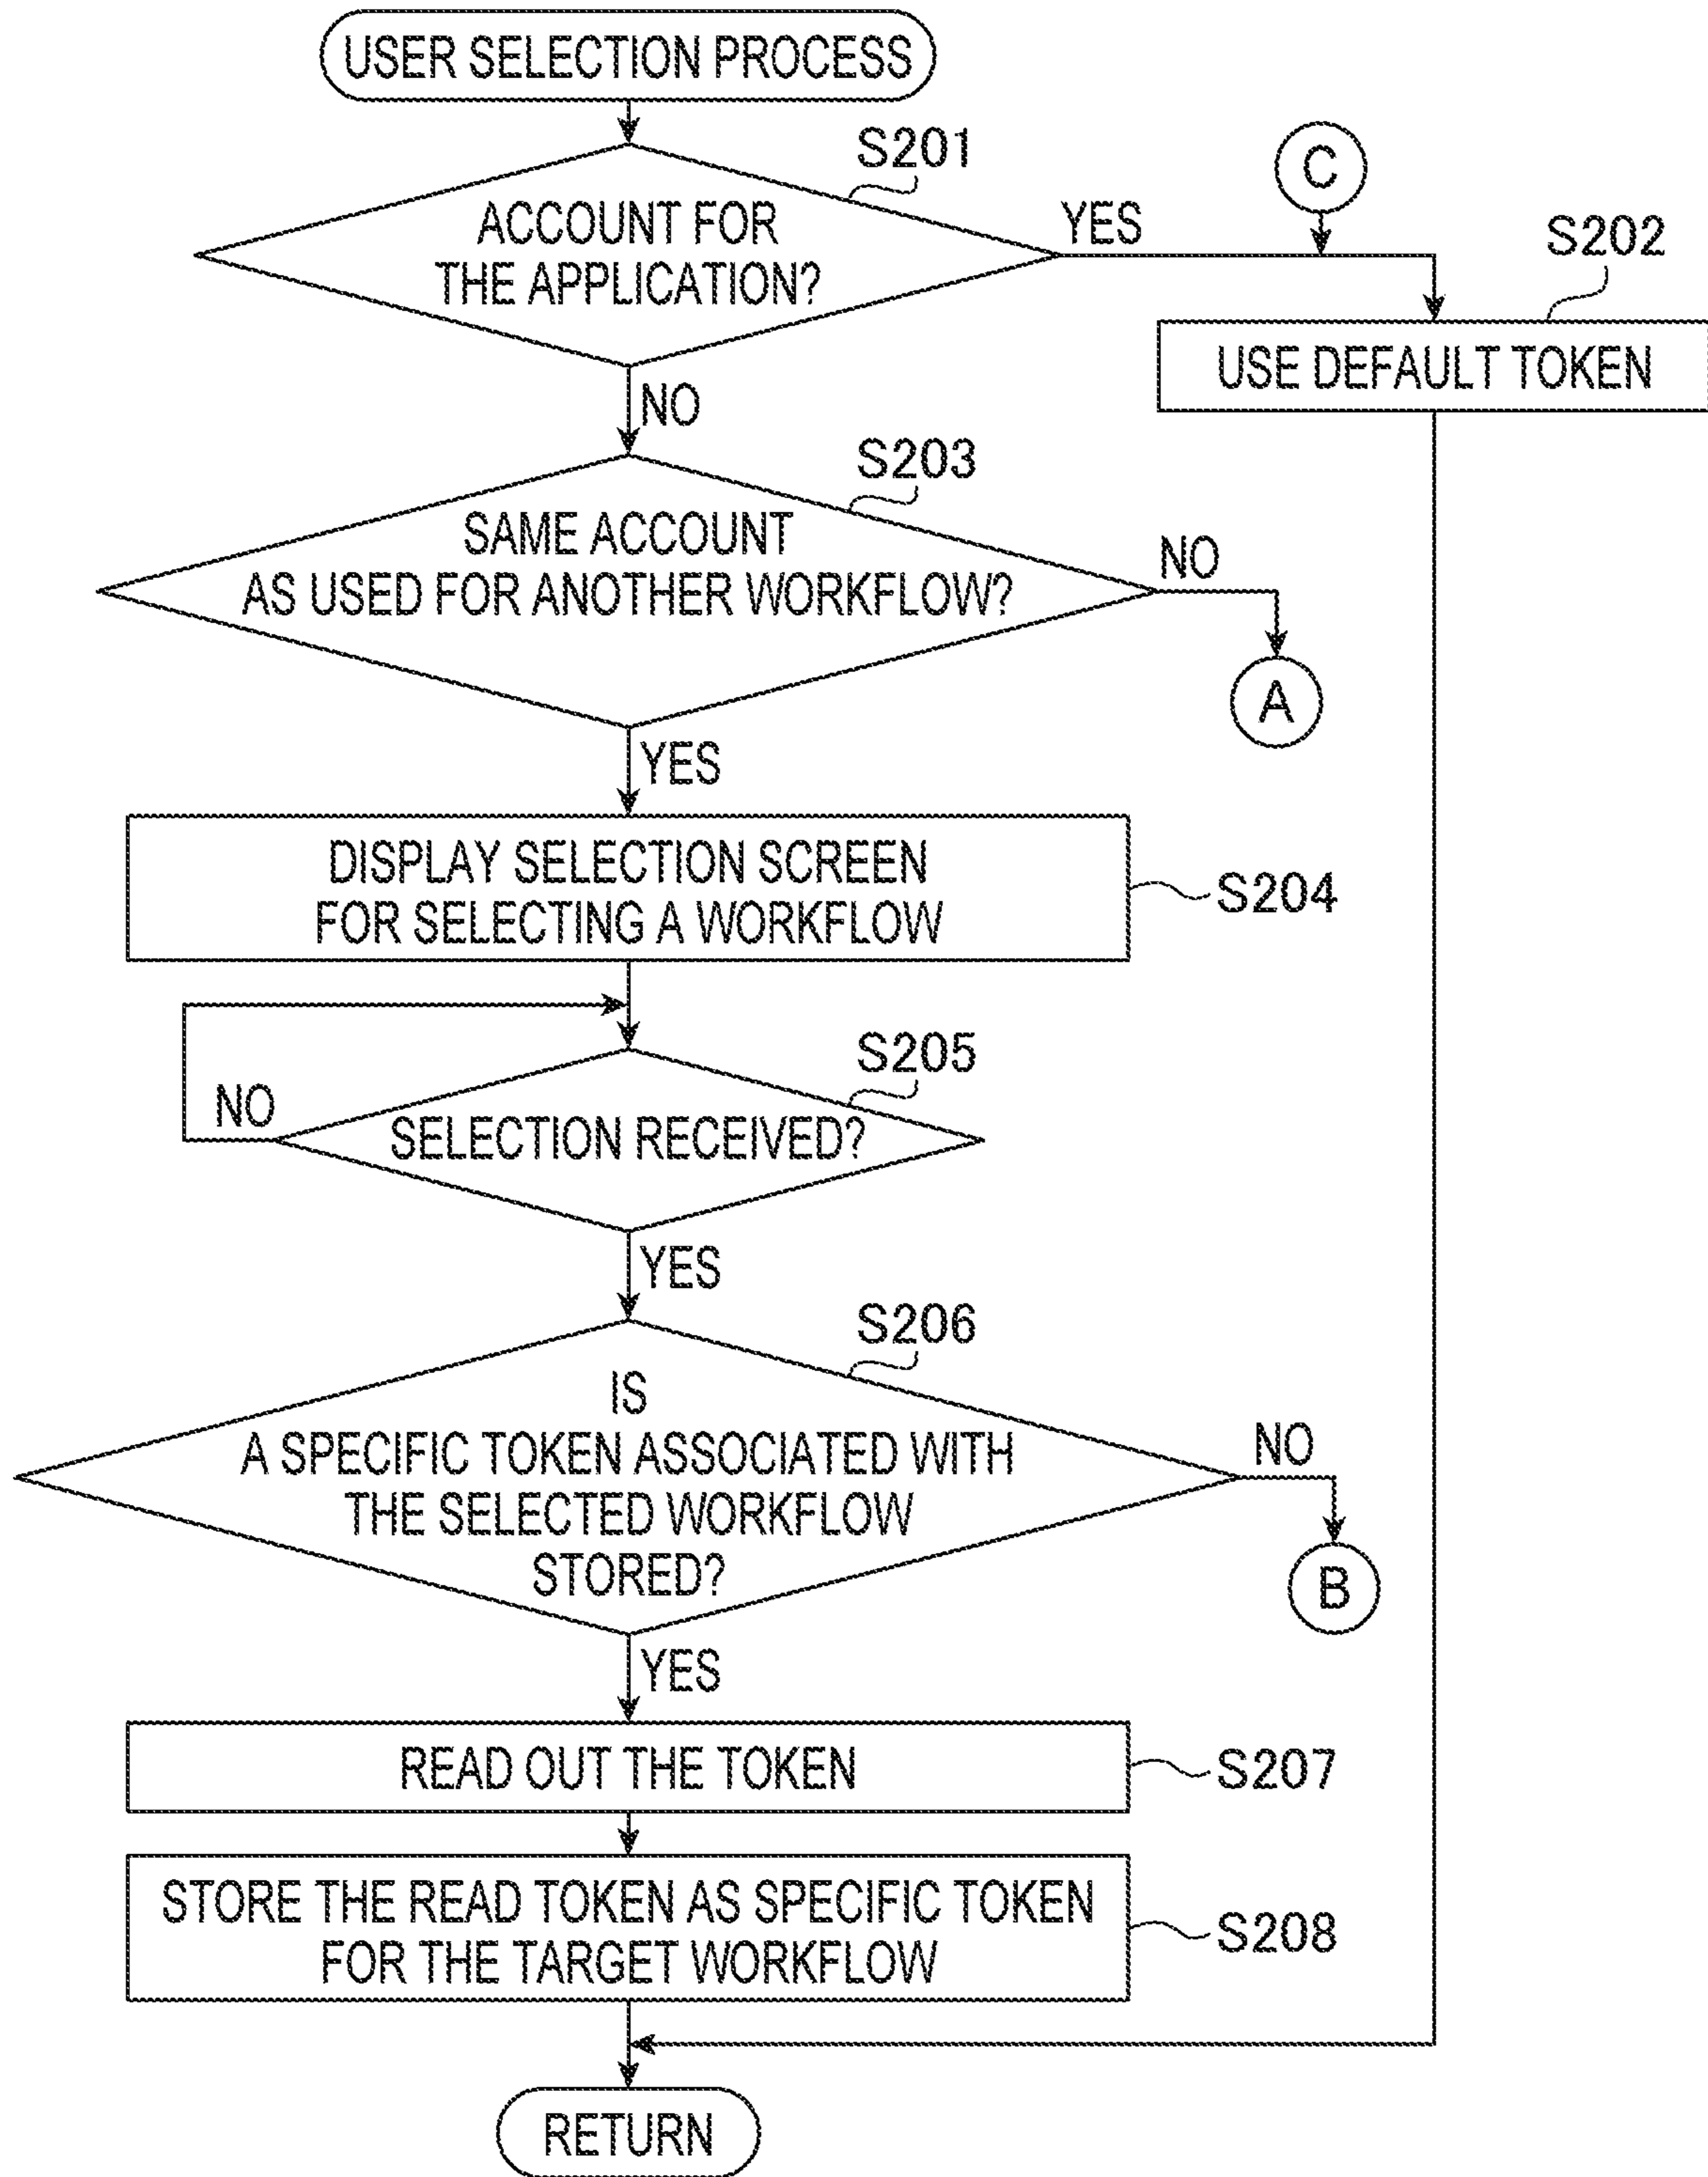 USER SELECTION PROCESS
S201
C
ACCOUNT FOR
THE APPLICATION?
YES
S202
USE DEFAULT TOKEN
NO
S203
SAME ACCOUNT
AS USED FOR ANOTHER WORKFLOW?
NO
A
YES
DISPLAY SELECTION SCREEN
FOR SELECTING A WORKFLOW
S204
S205
NO
SELECTION RECEIVED?
YES
S206
IS
A SPECIFIC TOKEN ASSOCIATED WITH
THE SELECTED WORKFLOW
STORED?
NO
B
YES
READ OUT THE TOKEN
S207
STORE THE READ TOKEN AS SPECIFIC TOKEN
FOR THE TARGET WORKFLOW
S208
RETURN